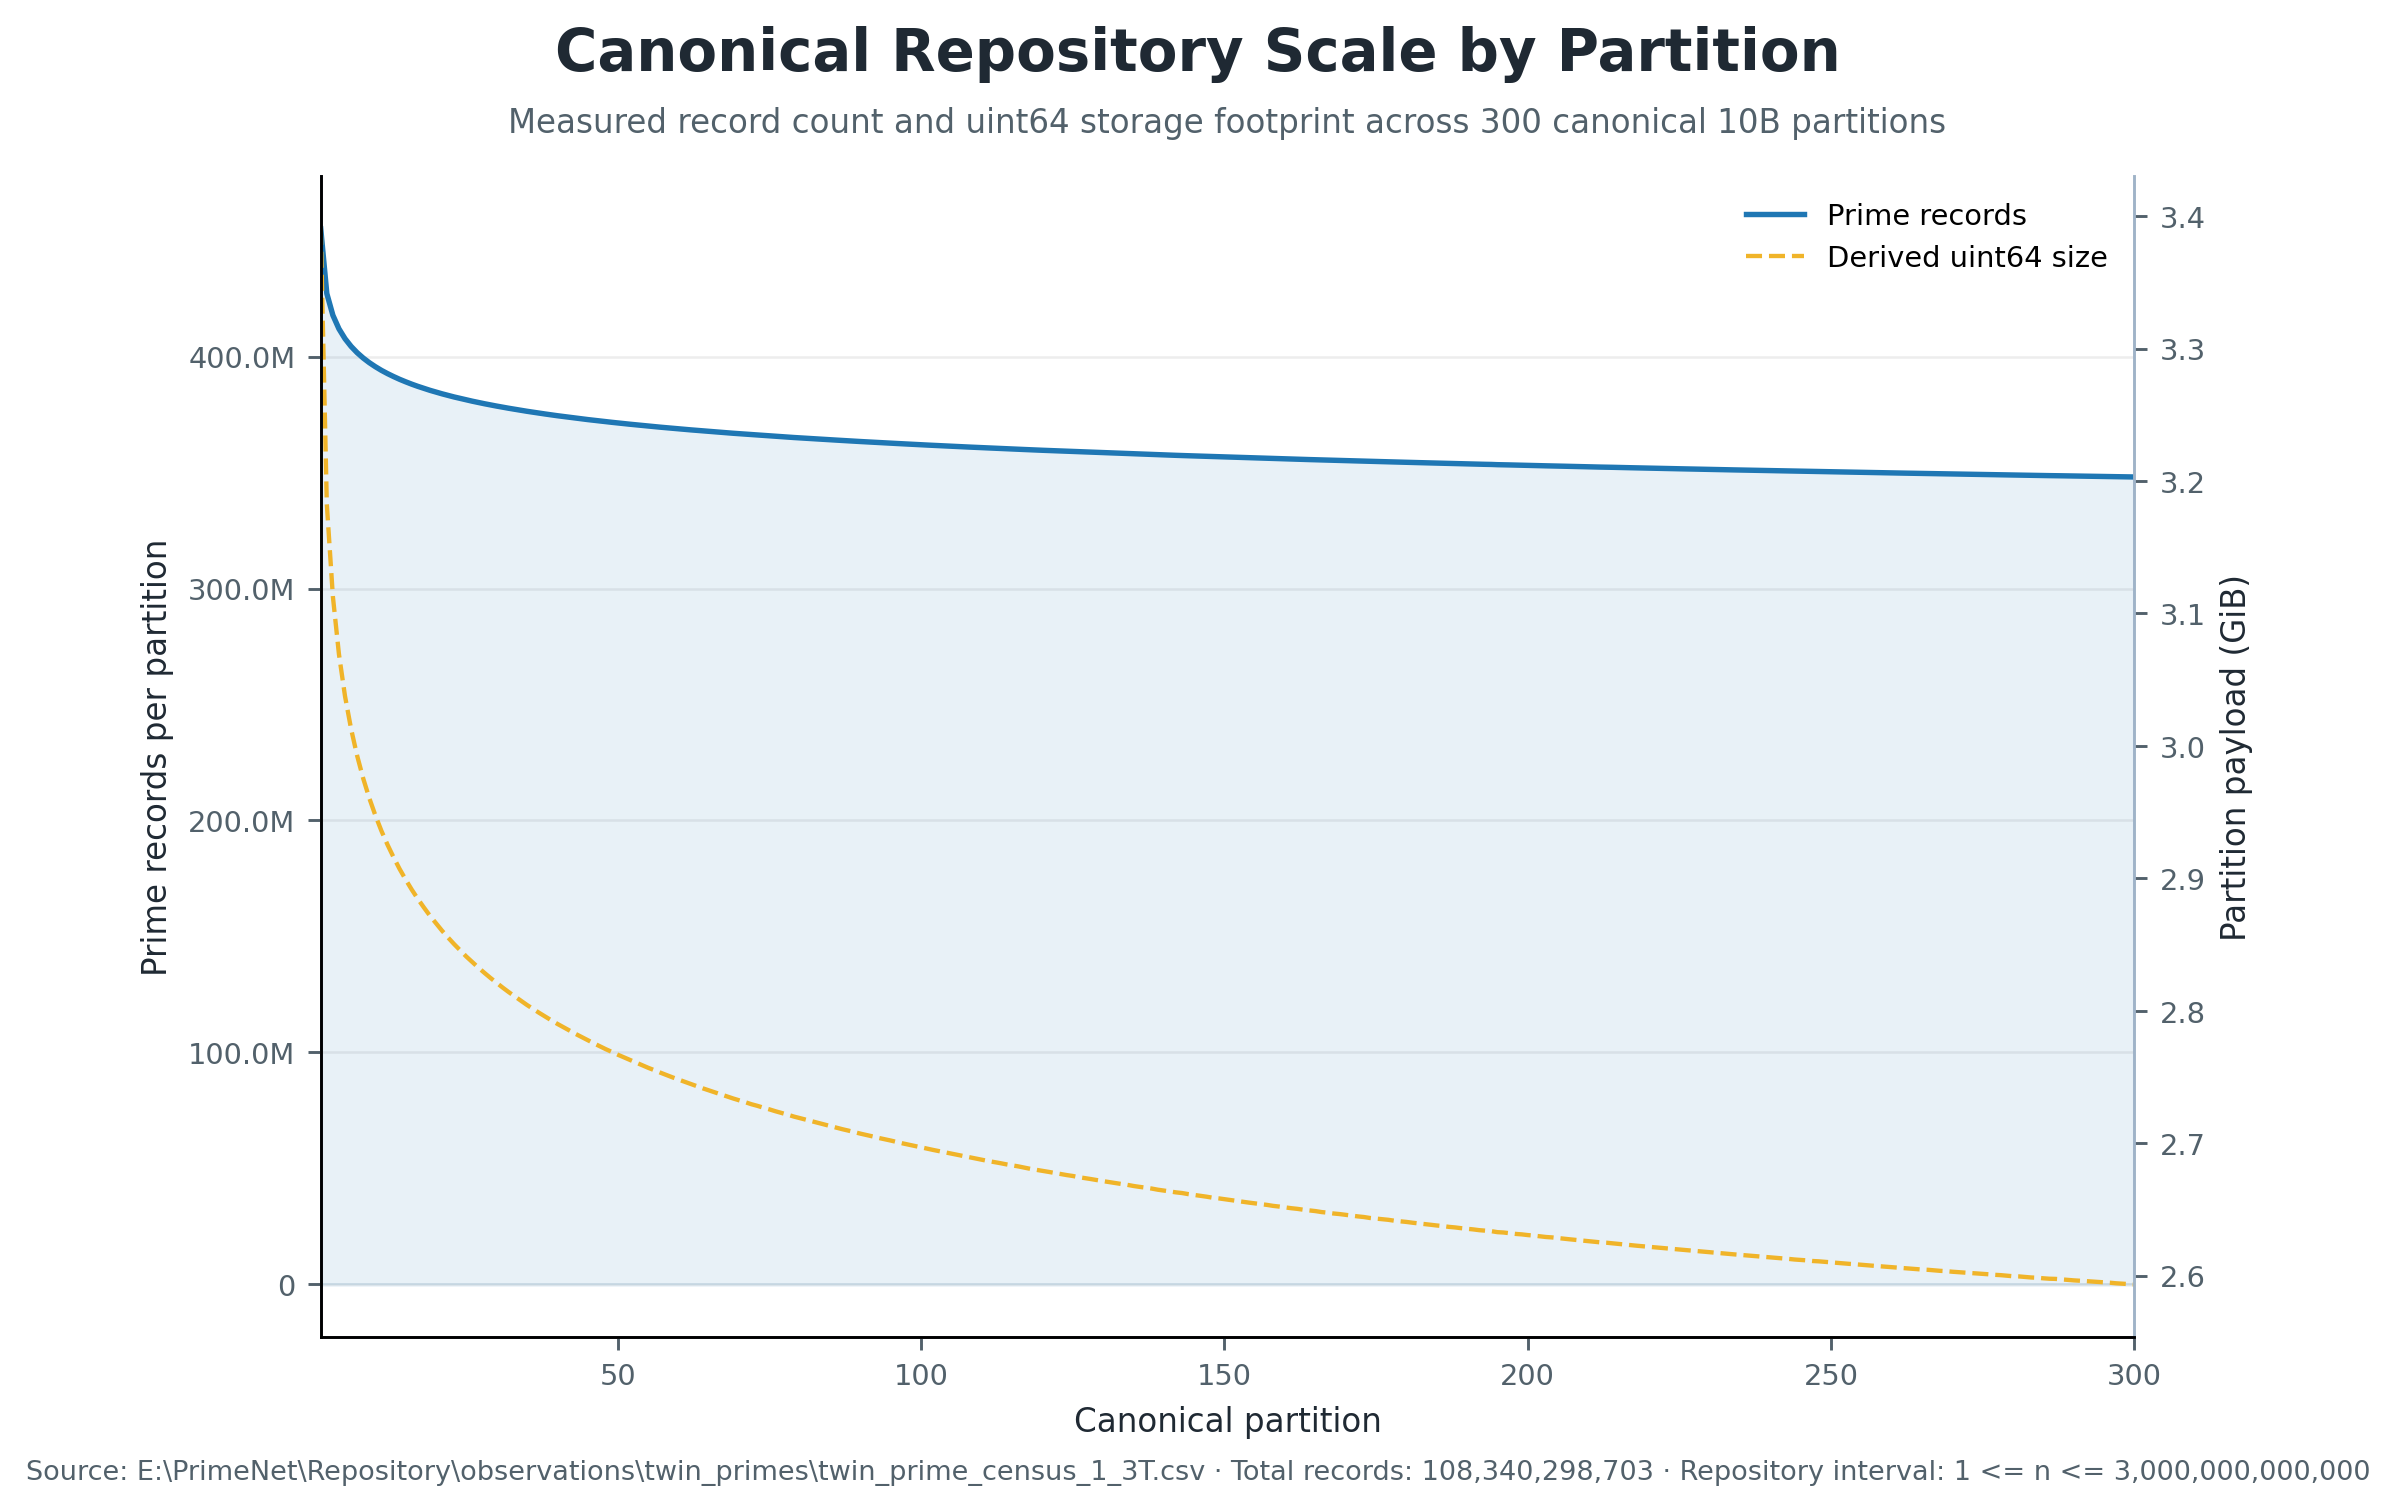 Canonical Repository Scale by Partition
Measured record count and uint64 storage footprint across 300 canonical 10B partitions
Prime records
Derived uint64 size
Prime records per partition
400.0M
300.0M
200.0M
100.0M
0
3.4
3.3
3.2
3.1
3.0
2.9
2.8
2.7
2.6
Partition payload (GiB)
50
100
150
200
250
300
Canonical partition
Source: E:\PrimeNet\Repository\observations\twin_primes\twin_prime_census_1_3T.csv · Total records: 108,340,298,703 · Repository interval: 1 <= n <= 3,000,000,000,000